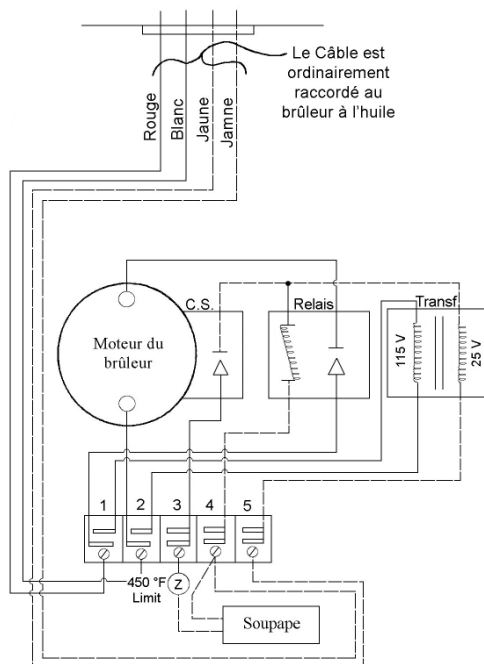 Le Câble est
ordinairement
raccordé au
brûleur à l'huile
Rouge
Blanc
Jaune
Jamne
C.S.
Relais
Transf
Moteur du
brûleur
115 V
25 V
1 2 3 4 5
450 °F
Limit
Z
Soupape